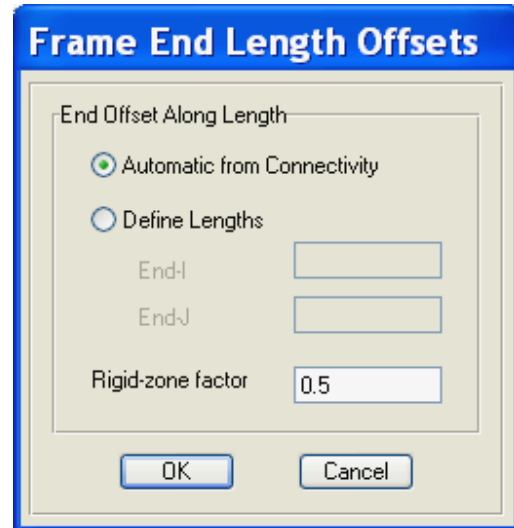 Frame End Length Offsets
End Offset Along Length
Automatic from Connectivity
Define Lengths
End-I
End-J
Rigid-zone factor 0.5
OK Cancel